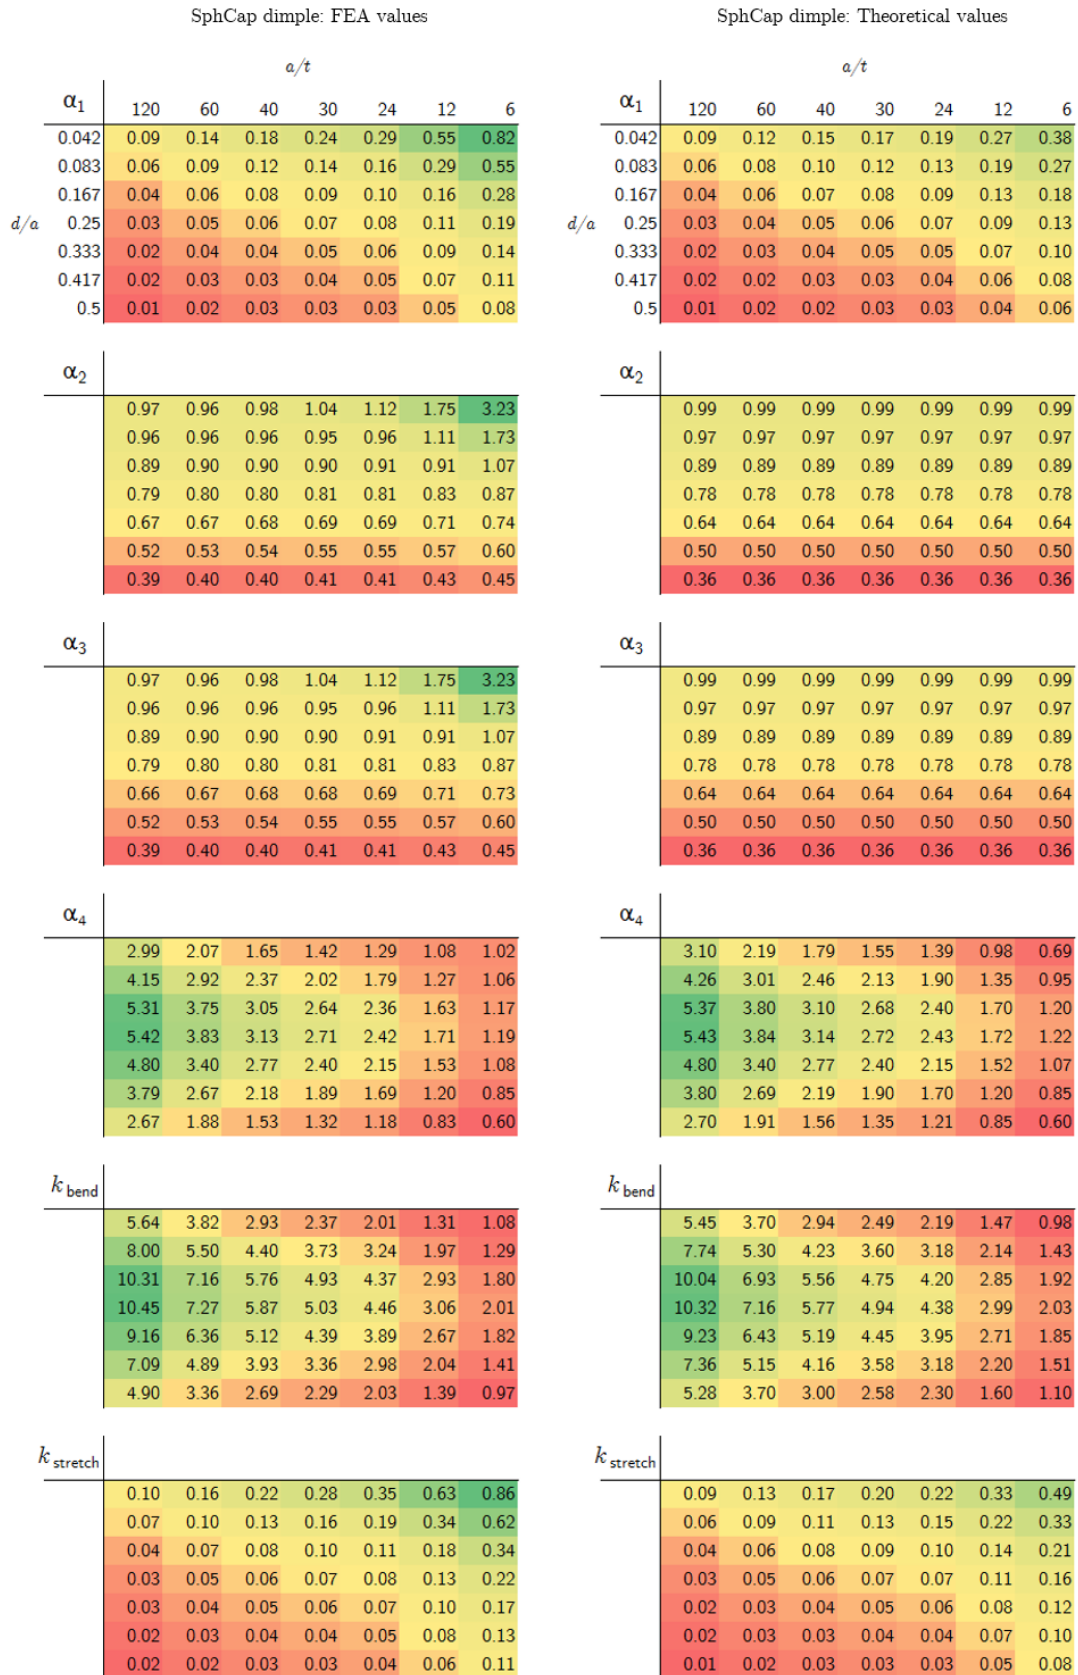 SphCap dimple: FEA values SphCap dimple: Theoretical values
a/t a/t
α1 120 60 40 30 24 12 6 α1 120 60 40 30 24 12 6
0.042 0.09 0.14 0.18 0.24 0.29 0.55 0.82 0.042 0.09 0.12 0.15 0.17 0.19 0.27 0.38
0.083 0.06 0.09 0.12 0.14 0.16 0.29 0.55 0.083 0.06 0.08 0.10 0.12 0.13 0.19 0.27
0.167 0.04 0.06 0.08 0.09 0.10 0.16 0.28 0.167 0.04 0.06 0.07 0.08 0.09 0.13 0.18
d/a 0.25 0.03 0.05 0.06 0.07 0.08 0.11 0.19 d/a 0.25 0.03 0.04 0.05 0.06 0.07 0.09 0.13
0.333 0.02 0.04 0.04 0.05 0.06 0.09 0.14 0.333 0.02 0.03 0.04 0.05 0.05 0.07 0.10
0.417 0.02 0.03 0.03 0.04 0.05 0.07 0.11 0.417 0.02 0.02 0.03 0.03 0.04 0.06 0.08
0.5 0.01 0.02 0.03 0.03 0.03 0.05 0.08 0.5 0.01 0.02 0.02 0.03 0.03 0.04 0.06
α2 α2
0.97 0.96 0.98 1.04 1.12 1.75 3.23 0.99 0.99 0.99 0.99 0.99 0.99 0.99
0.96 0.96 0.96 0.95 0.96 1.11 1.73 0.97 0.97 0.97 0.97 0.97 0.97 0.97
0.89 0.90 0.90 0.90 0.91 0.91 1.07 0.89 0.89 0.89 0.89 0.89 0.89 0.89
0.79 0.80 0.80 0.81 0.81 0.83 0.87 0.78 0.78 0.78 0.78 0.78 0.78 0.78
0.67 0.67 0.68 0.69 0.69 0.71 0.74 0.64 0.64 0.64 0.64 0.64 0.64 0.64
0.52 0.53 0.54 0.55 0.55 0.57 0.60 0.50 0.50 0.50 0.50 0.50 0.50 0.50
0.39 0.40 0.40 0.41 0.41 0.43 0.45 0.36 0.36 0.36 0.36 0.36 0.36 0.36
α3 α3
0.97 0.96 0.98 1.04 1.12 1.75 3.23 0.99 0.99 0.99 0.99 0.99 0.99 0.99
0.96 0.96 0.96 0.95 0.96 1.11 1.73 0.97 0.97 0.97 0.97 0.97 0.97 0.97
0.89 0.90 0.90 0.90 0.91 0.91 1.07 0.89 0.89 0.89 0.89 0.89 0.89 0.89
0.79 0.80 0.80 0.81 0.81 0.83 0.87 0.78 0.78 0.78 0.78 0.78 0.78 0.78
0.66 0.67 0.68 0.68 0.69 0.71 0.73 0.64 0.64 0.64 0.64 0.64 0.64 0.64
0.52 0.53 0.54 0.55 0.55 0.57 0.60 0.50 0.50 0.50 0.50 0.50 0.50 0.50
0.39 0.40 0.40 0.41 0.41 0.43 0.45 0.36 0.36 0.36 0.36 0.36 0.36 0.36
α4 α4
2.99 2.07 1.65 1.42 1.29 1.08 1.02 3.10 2.19 1.79 1.55 1.39 0.98 0.69
4.15 2.92 2.37 2.02 1.79 1.27 1.06 4.26 3.01 2.46 2.13 1.90 1.35 0.95
5.31 3.75 3.05 2.64 2.36 1.63 1.17 5.37 3.80 3.10 2.68 2.40 1.70 1.20
5.42 3.83 3.13 2.71 2.42 1.71 1.19 5.43 3.84 3.14 2.72 2.43 1.72 1.22
4.80 3.40 2.77 2.40 2.15 1.53 1.08 4.80 3.40 2.77 2.40 2.15 1.52 1.07
3.79 2.67 2.18 1.89 1.69 1.20 0.85 3.80 2.69 2.19 1.90 1.70 1.20 0.85
2.67 1.88 1.53 1.32 1.18 0.83 0.60 2.70 1.91 1.56 1.35 1.21 0.85 0.60
k bend k bend
5.64 3.82 2.93 2.37 2.01 1.31 1.08 5.45 3.70 2.94 2.49 2.19 1.47 0.98
8.00 5.50 4.40 3.73 3.24 1.97 1.29 7.74 5.30 4.23 3.60 3.18 2.14 1.43
10.31 7.16 5.76 4.93 4.37 2.93 1.80 10.04 6.93 5.56 4.75 4.20 2.85 1.92
10.45 7.27 5.87 5.03 4.46 3.06 2.01 10.32 7.16 5.77 4.94 4.38 2.99 2.03
9.16 6.36 5.12 4.39 3.89 2.67 1.82 9.23 6.43 5.19 4.45 3.95 2.71 1.85
7.09 4.89 3.93 3.36 2.98 2.04 1.41 7.36 5.15 4.16 3.58 3.18 2.20 1.51
4.90 3.36 2.69 2.29 2.03 1.39 0.97 5.28 3.70 3.00 2.58 2.30 1.60 1.10
k stretch k stretch
0.10 0.16 0.22 0.28 0.35 0.63 0.86 0.09 0.13 0.17 0.20 0.22 0.33 0.49
0.07 0.10 0.13 0.16 0.19 0.34 0.62 0.06 0.09 0.11 0.13 0.15 0.22 0.33
0.04 0.07 0.08 0.10 0.11 0.18 0.34 0.04 0.06 0.08 0.09 0.10 0.14 0.21
0.03 0.05 0.06 0.07 0.08 0.13 0.22 0.03 0.05 0.06 0.07 0.07 0.11 0.16
0.03 0.04 0.05 0.06 0.07 0.10 0.17 0.02 0.03 0.04 0.05 0.06 0.08 0.12
0.02 0.03 0.04 0.04 0.05 0.08 0.13 0.02 0.03 0.03 0.04 0.04 0.07 0.10
0.02 0.02 0.03 0.03 0.04 0.06 0.11 0.01 0.02 0.03 0.03 0.03 0.05 0.08